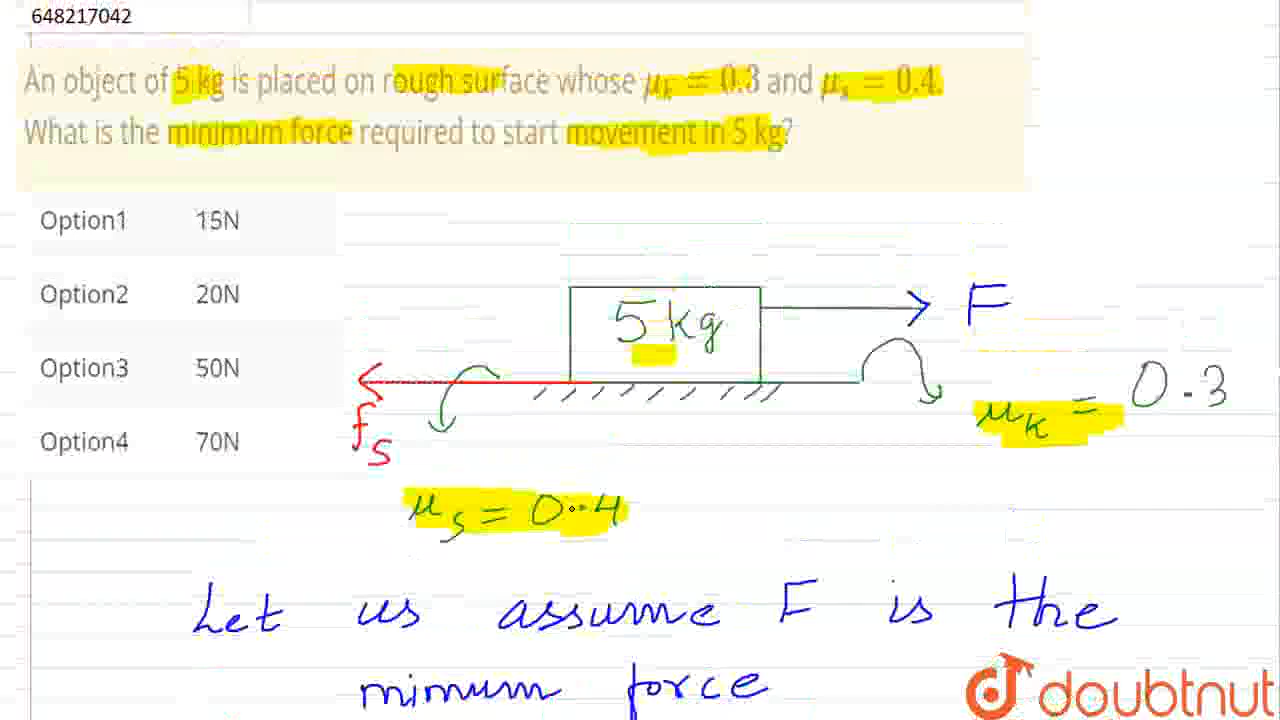 648217042
An object of 5 kg is placed on rough surface whose μk = 0.3 and μs = 0.4.
What is the minimum force required to start movement in 5 kg?
Option1 15N
Option2 20N
Option3 50N
Option4 70N
5 kg
F
fs
μk = 0.3
μs = 0.4
Let us assume F is the
mimum force
doubtnut